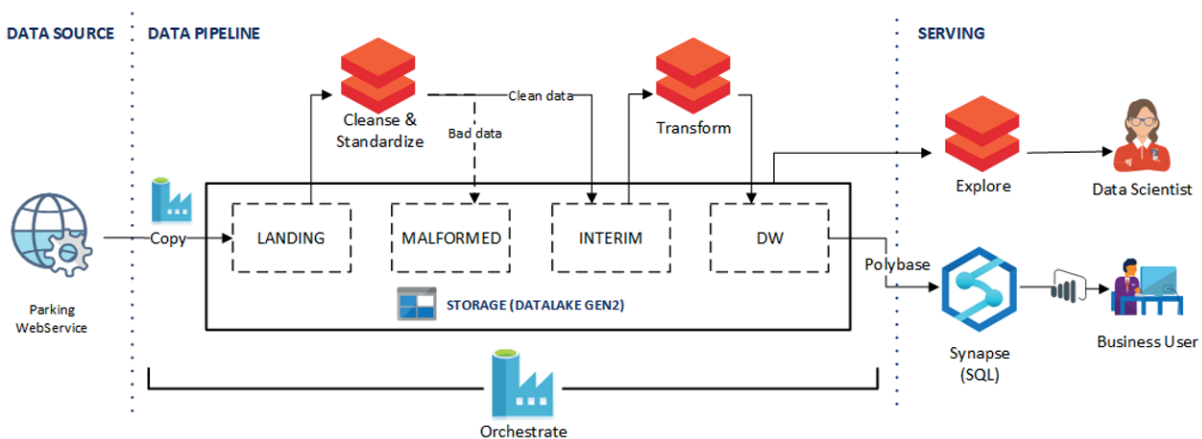 DATA SOURCE
DATA PIPELINE
SERVING
Cleanse &
Standardize
Clean data
Bad data
Transform
Explore
Data Scientist
Copy
LANDING
MALFORMED
INTERIM
DW
Polybase
STORAGE (DATALAKE GEN2)
Parking
WebService
Synapse
(SQL)
Business User
Orchestrate